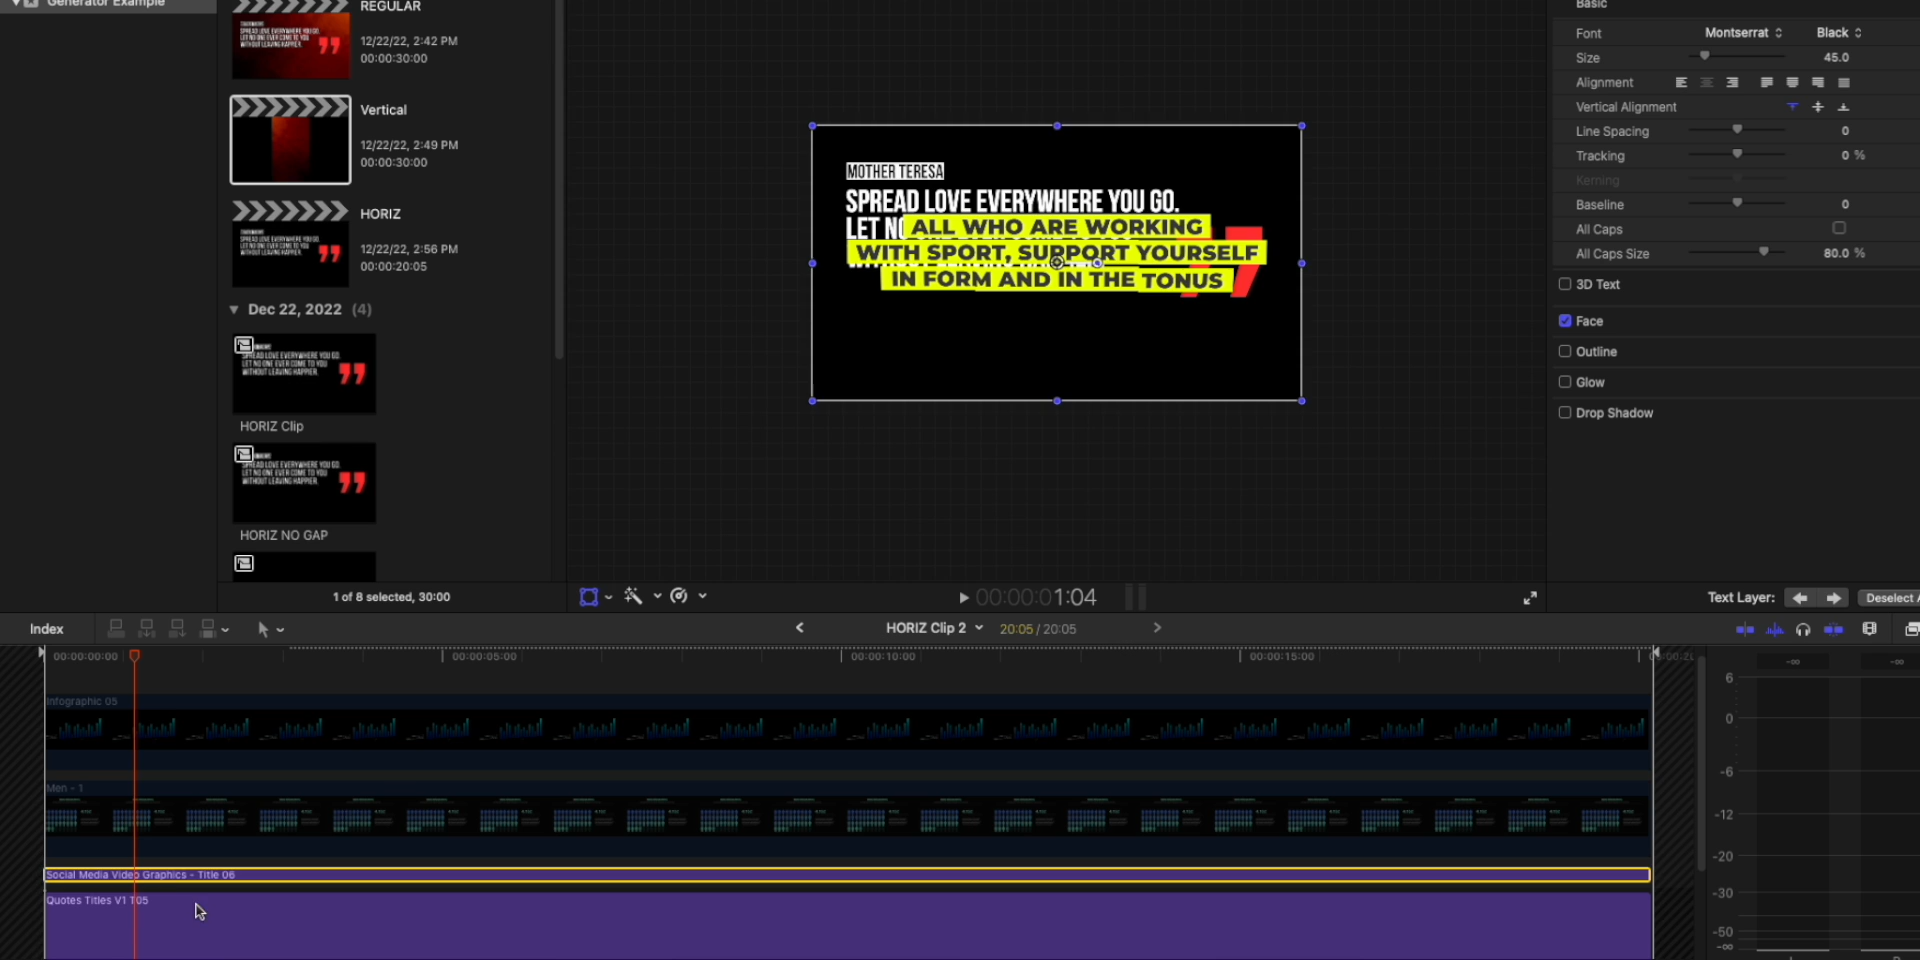 Generator Example
REGULAR
12/22/22, 2:42 PM
00:00:30:00
Vertical
12/22/22, 2:49 PM
00:00:30:00
HORIZ
12/22/22, 2:56 PM
00:00:20:05
Dec 22, 2022 (4)
HORIZ Clip
HORIZ NO GAP
1 of 8 selected, 30:00
MOTHER TERESA
SPREAD LOVE EVERYWHERE YOU GO.
LET NO
ALL WHO ARE WORKING
WITH SPORT, SUPPORT YOURSELF
IN FORM AND IN THE TONUS
00:00:01:04
Basic
Font Montserrat Black
Size 45.0
Alignment
Vertical Alignment
Line Spacing 0
Tracking 0 %
Kerning
Baseline 0
All Caps
All Caps Size 80.0 %
3D Text
Face
Outline
Glow
Drop Shadow
Text Layer: Deselect A
Index
HORIZ Clip 2 20:05 / 20:05
00:00:00:00 00:00:05:00 00:00:10:00 00:00:15:00
Infographic 05
Men - 1
Social Media Video Graphics - Title 06
Quotes Titles V1 T05
-∞ -∞
6
0
-6
-12
-20
-30
-50
-∞